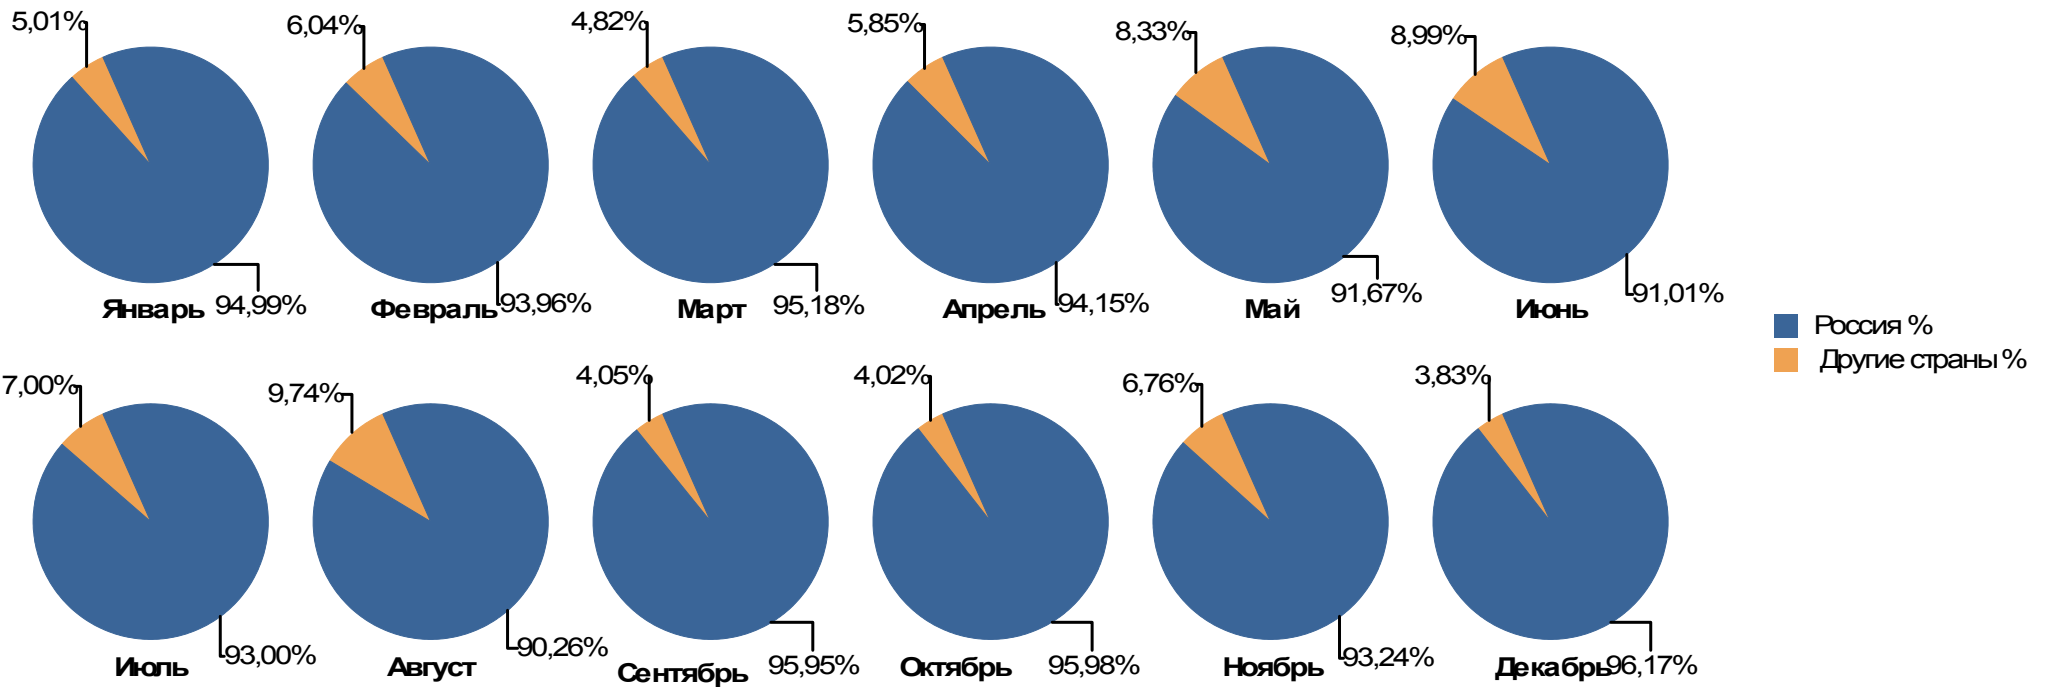 5,01%
6,04%
4,82%
5,85%
8,33%
8,99%
Январь 94,99%
Февраль 93,96%
Март 95,18%
Апрель 94,15%
Май 91,67%
Июнь 91,01%
Россия %
Другие страны %
7,00%
9,74%
4,05%
4,02%
6,76%
3,83%
Июль 93,00%
Август 90,26%
Сентябрь 95,95%
Октябрь 95,98%
Ноябрь 93,24%
Декабрь 96,17%